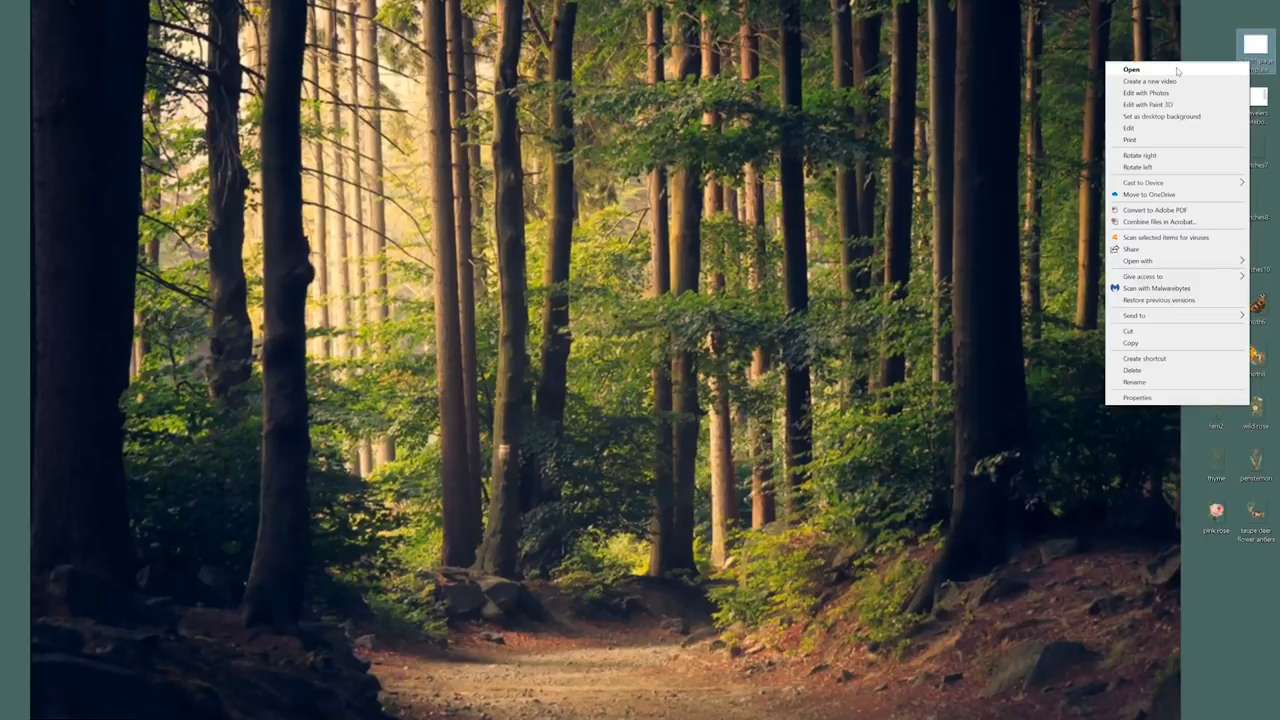 Open
Create a new video
Edit with Photos
Edit with Paint 3D
Set as desktop background
Edit
Print
Rotate right
Rotate left
Cast to Device
Move to OneDrive
Convert to Adobe PDF
Combine files in Acrobat...
Scan selected items for viruses
Share
Open with
Give access to
Scan with Malwarebytes
Restore previous versions
Send to
Cut
Copy
Create shortcut
Delete
Rename
Properties
fern2
wild rose
thyme
penstemon
pink rose
taupe deer
flower antlers